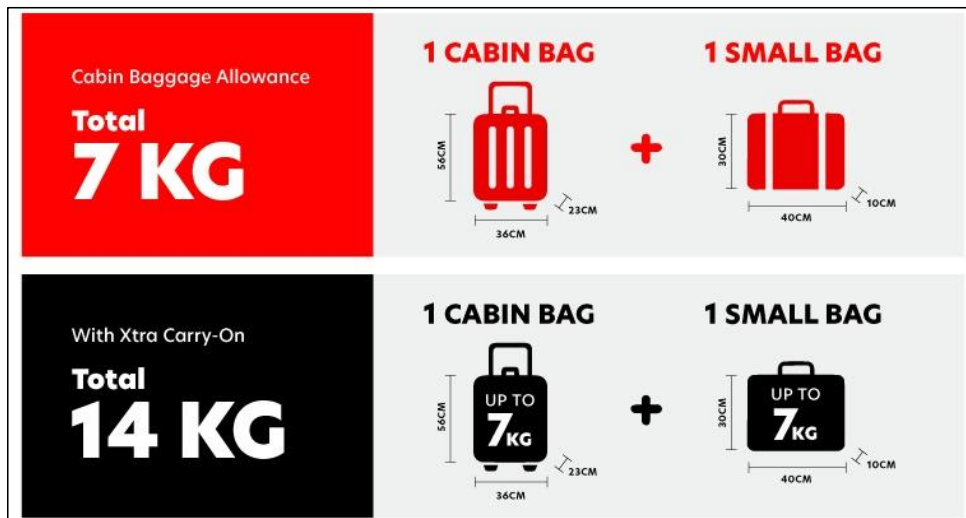 Cabin Baggage Allowance
Total
7 KG
1 CABIN BAG
56CM
23CM
36CM
+
1 SMALL BAG
30CM
10CM
40CM
With Xtra Carry-On
Total
14 KG
1 CABIN BAG
UP TO
7KG
56CM
23CM
36CM
+
1 SMALL BAG
UP TO
7KG
30CM
10CM
40CM